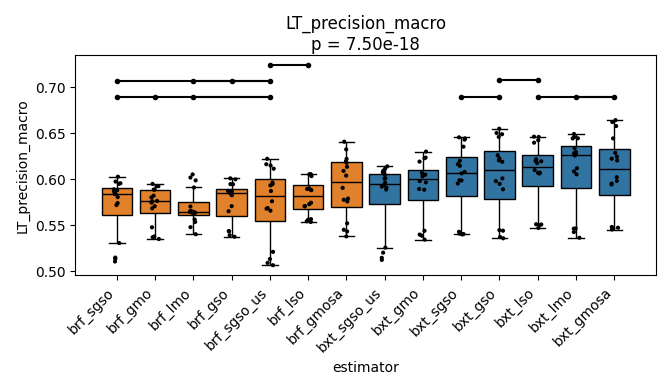 LT_precision_macro
p = 7.50e-18
LT_precision_macro
0.70
0.65
0.60
0.55
0.50
brf_sgso
brf_gmo
brf_lmo
brf_gso
brf_sgso_us
brf_lso
brf_gmosa
bxt_sgso_us
bxt_gmo
bxt_sgso
bxt_gso
bxt_lso
bxt_lmo
bxt_gmosa
estimator